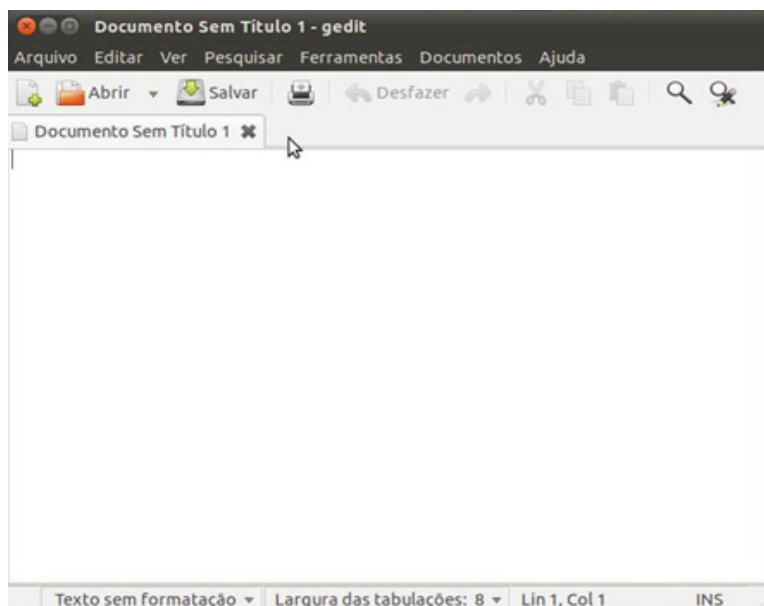 Documento Sem Título 1 - gedit
Arquivo Editar Ver Pesquisar Ferramentas Documentos Ajuda
Abrir Salvar Desfazer
Documento Sem Título 1
Texto sem formatação Largura das tabulações: 8 Lin 1, Col 1 INS